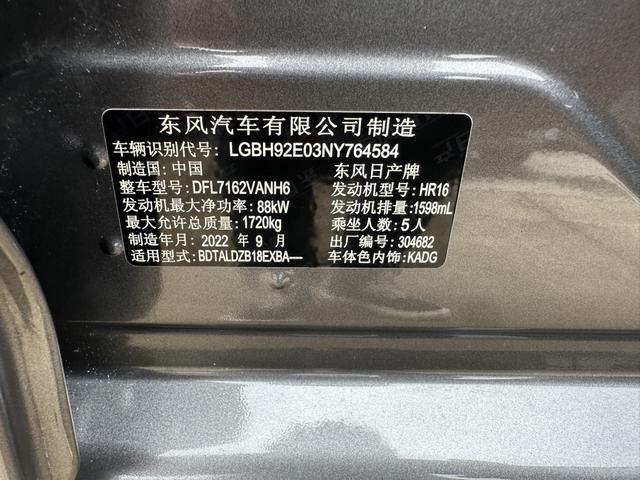 东风汽车有限公司制造
车辆识别代号: LGBH92E03NY764584
制造国: 中国 东风日产牌
整车型号: DFL7162VANH6 发动机型号: HR16
发动机最大净功率: 88kW 发动机排量: 1598mL
最大允许总质量: 1720kg 乘坐人数: 5人
制造年月: 2022 年 9 月 出厂编号: 304682
适用型式: BDTALDZB18EXBA---- 车体色内饰: KADG